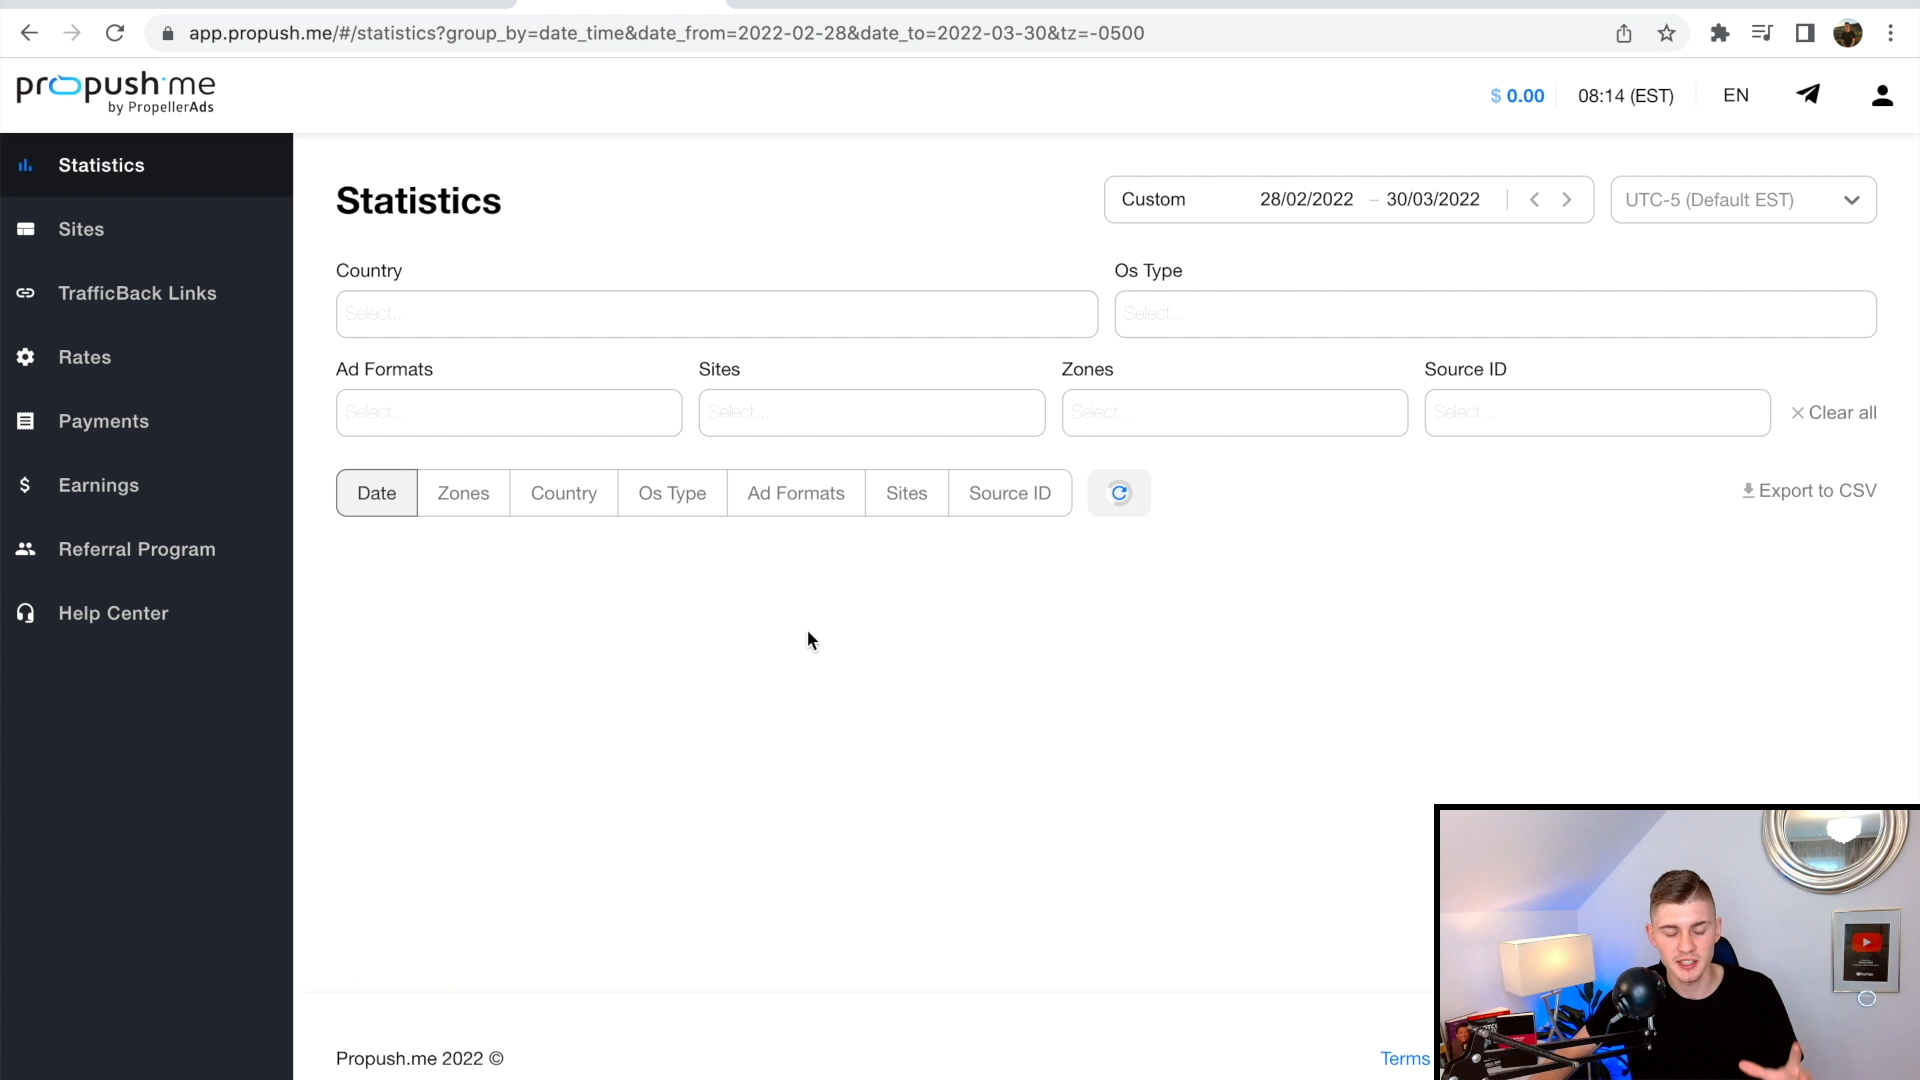 app.propush.me/#/statistics?group_by=date_time&date_from=2022-02-28&date_to=2022-03-30&tz=-0500
propush·me
by PropellerAds
$ 0.00
08:14 (EST)
EN
Statistics
Sites
TrafficBack Links
Rates
Payments
Earnings
Referral Program
Help Center
Statistics
Custom 28/02/2022 – 30/03/2022
UTC-5 (Default EST)
Country
Os Type
Select...
Select...
Ad Formats
Sites
Zones
Source ID
Select...
Select...
Select...
Select...
Clear all
Date
Zones
Country
Os Type
Ad Formats
Sites
Source ID
Export to CSV
Propush.me 2022 ©
Terms